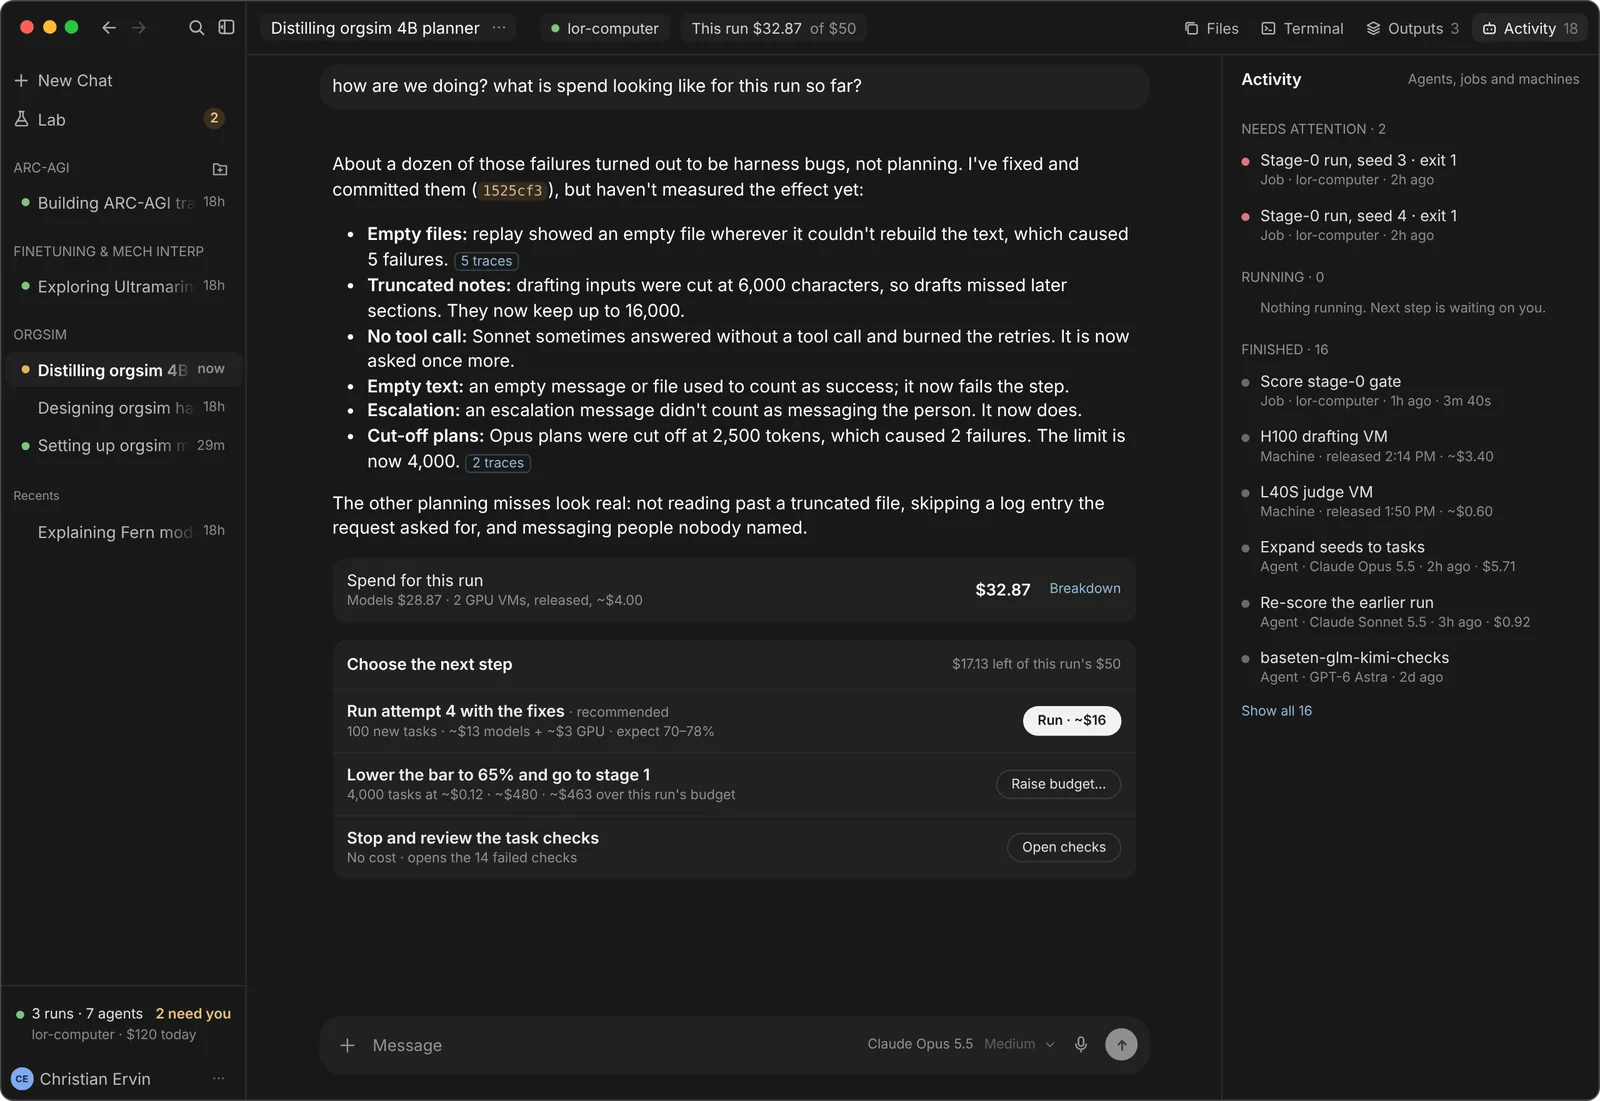 Distilling orgsim 4B planner ···
lor-computer
This run $32.87 of $50
Files
Terminal
Outputs 3
Activity 18
New Chat
Lab 2
ARC-AGI
Building ARC-AGI tra 18h
FINETUNING & MECH INTERP
Exploring Ultramarin 18h
ORGSIM
Distilling orgsim 4B now
Designing orgsim ha 18h
Setting up orgsim m 29m
Recents
Explaining Fern mod 18h
3 runs · 7 agents 2 need you
lor-computer · $120 today
CE Christian Ervin ···
how are we doing? what is spend looking like for this run so far?
About a dozen of those failures turned out to be harness bugs, not planning. I've fixed and
committed them ( 1525cf3 ), but haven't measured the effect yet:
• Empty files: replay showed an empty file wherever it couldn't rebuild the text, which caused
5 failures. 5 traces
• Truncated notes: drafting inputs were cut at 6,000 characters, so drafts missed later
sections. They now keep up to 16,000.
• No tool call: Sonnet sometimes answered without a tool call and burned the retries. It is now
asked once more.
• Empty text: an empty message or file used to count as success; it now fails the step.
• Escalation: an escalation message didn't count as messaging the person. It now does.
• Cut-off plans: Opus plans were cut off at 2,500 tokens, which caused 2 failures. The limit is
now 4,000. 2 traces
The other planning misses look real: not reading past a truncated file, skipping a log entry the
request asked for, and messaging people nobody named.
Spend for this run
Models $28.87 · 2 GPU VMs, released, ~$4.00
$32.87 Breakdown
Choose the next step
$17.13 left of this run's $50
Run attempt 4 with the fixes · recommended
100 new tasks · ~$13 models + ~$3 GPU · expect 70–78%
Run · ~$16
Lower the bar to 65% and go to stage 1
4,000 tasks at ~$0.12 · ~$480 · ~$463 over this run's budget
Raise budget...
Stop and review the task checks
No cost · opens the 14 failed checks
Open checks
Message
Claude Opus 5.5 Medium
Activity
Agents, jobs and machines
NEEDS ATTENTION · 2
Stage-0 run, seed 3 · exit 1
Job · lor-computer · 2h ago
Stage-0 run, seed 4 · exit 1
Job · lor-computer · 2h ago
RUNNING · 0
Nothing running. Next step is waiting on you.
FINISHED · 16
Score stage-0 gate
Job · lor-computer · 1h ago · 3m 40s
H100 drafting VM
Machine · released 2:14 PM · ~$3.40
L40S judge VM
Machine · released 1:50 PM · ~$0.60
Expand seeds to tasks
Agent · Claude Opus 5.5 · 2h ago · $5.71
Re-score the earlier run
Agent · Claude Sonnet 5.5 · 3h ago · $0.92
baseten-glm-kimi-checks
Agent · GPT-6 Astra · 2d ago
Show all 16